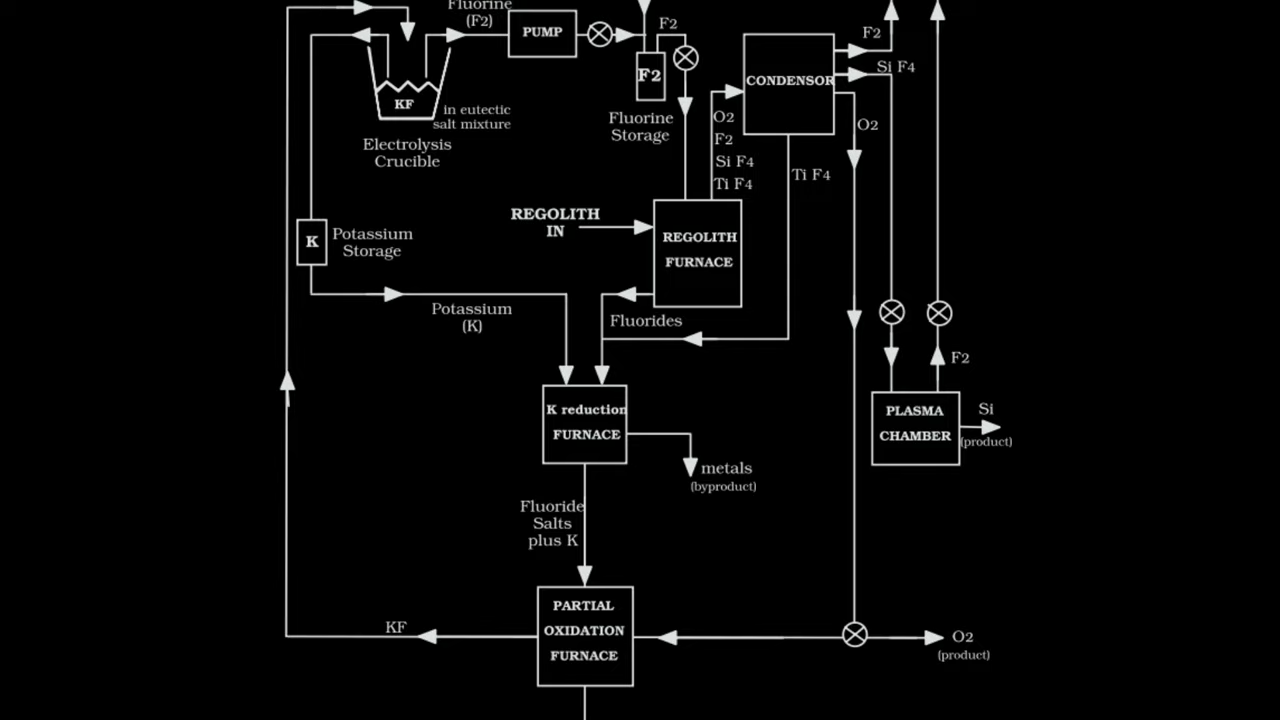 Fluorine
(F2)
PUMP
F2
F2
Si F4
CONDENSOR
F2
KF
in eutectic
salt mixture
Electrolysis
Crucible
Fluorine
Storage
O2
F2
Si F4
Ti F4
Ti F4
O2
REGOLITH
IN
REGOLITH
FURNACE
K
Potassium
Storage
Potassium
(K)
Fluorides
F2
K reduction
FURNACE
PLASMA
CHAMBER
Si
(product)
metals
(byproduct)
Fluoride
Salts
plus K
PARTIAL
OXIDATION
FURNACE
KF
O2
(product)